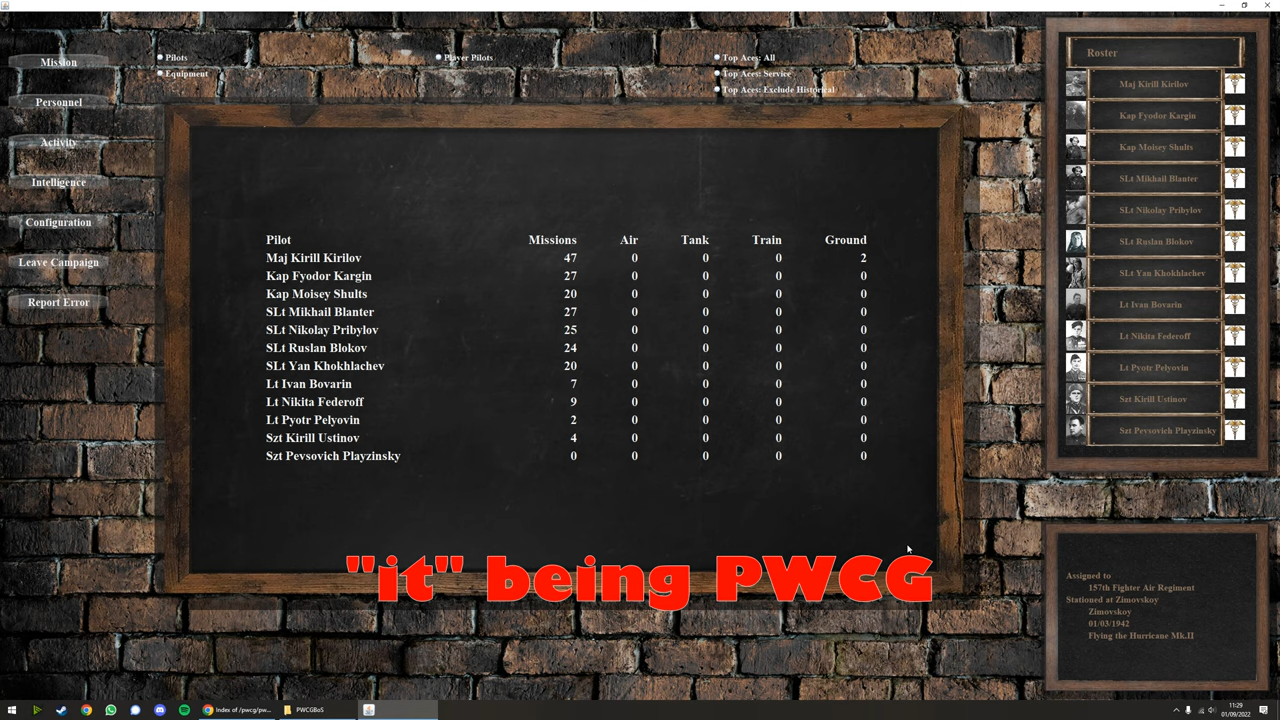 Mission
Personnel
Activity
Intelligence
Configuration
Leave Campaign
Report Error
Pilots
Equipment
Player Pilots
Top Aces: All
Top Aces: Service
Top Aces: Exclude Historical
Pilot Missions Air Tank Train Ground
Maj Kirill Kirilov 47 0 0 0 2
Kap Fyodor Kargin 27 0 0 0 0
Kap Moisey Shults 20 0 0 0 0
SLt Mikhail Blanter 27 0 0 0 0
SLt Nikolay Pribylov 25 0 0 0 0
SLt Ruslan Blokov 24 0 0 0 0
SLt Yan Khokhlachev 20 0 0 0 0
Lt Ivan Bovarin 7 0 0 0 0
Lt Nikita Federoff 9 0 0 0 0
Lt Pyotr Pelyovin 2 0 0 0 0
Szt Kirill Ustinov 4 0 0 0 0
Szt Pevsovich Playzinsky 0 0 0 0 0
"it" being PWCG
Roster
Maj Kirill Kirilov
Kap Fyodor Kargin
Kap Moisey Shults
SLt Mikhail Blanter
SLt Nikolay Pribylov
SLt Ruslan Blokov
SLt Yan Khokhlachev
Lt Ivan Bovarin
Lt Nikita Federoff
Lt Pyotr Pelyovin
Szt Kirill Ustinov
Szt Pevsovich Playzinsky
Assigned to
157th Fighter Air Regiment
Stationed at Zimovskoy
Zimovskoy
01/03/1942
Flying the Hurricane Mk.II
Index of /pwcg/pw...
PWCGBoS
11:29
01/09/2022